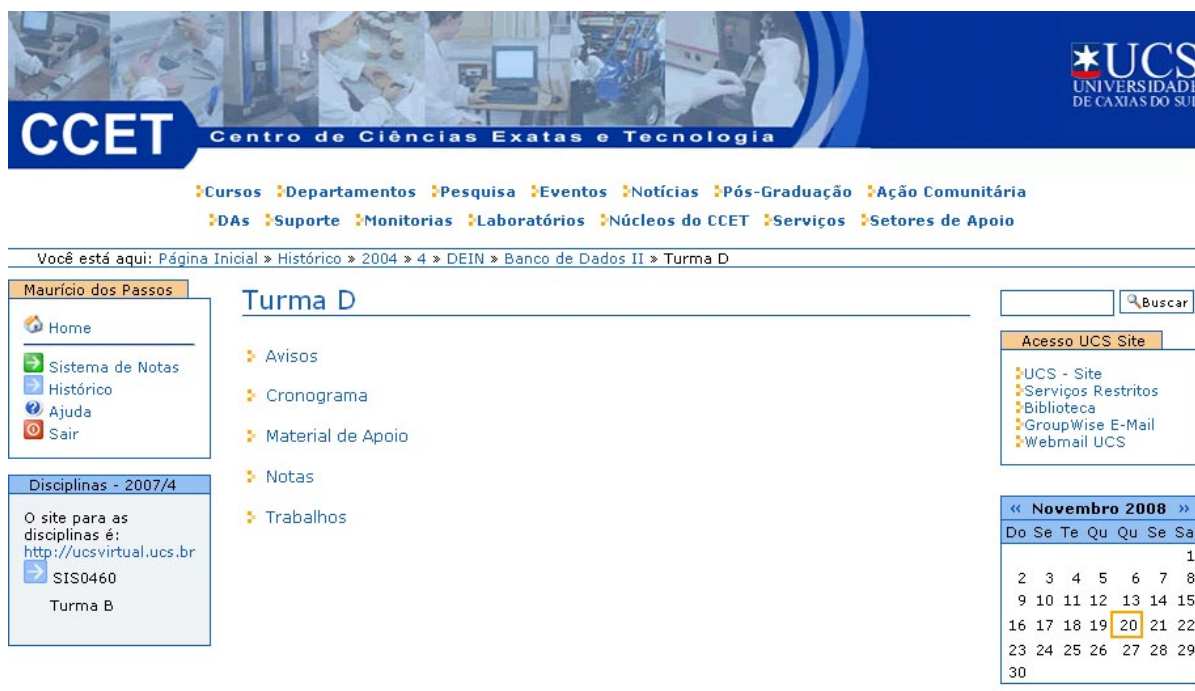 CCET
Centro de Ciências Exatas e Tecnologia
UCS
UNIVERSIDADE
DE CAXIAS DO SUL
Cursos Departamentos Pesquisa Eventos Notícias Pós-Graduação Ação Comunitária
DAs Suporte Monitorias Laboratórios Núcleos do CCET Serviços Setores de Apoio
Você está aqui: Página Inicial » Histórico » 2004 » 4 » DEIN » Banco de Dados II » Turma D
Maurício dos Passos
Home
Sistema de Notas
Histórico
Ajuda
Sair
Disciplinas - 2007/4
O site para as
disciplinas é:
http://ucsvirtual.ucs.br
SIS0460
Turma B
Turma D
Avisos
Cronograma
Material de Apoio
Notas
Trabalhos
Buscar
Acesso UCS Site
UCS - Site
Serviços Restritos
Biblioteca
GroupWise E-Mail
Webmail UCS
« Novembro 2008 »
Do Se Te Qu Qu Se Sa
1
2 3 4 5 6 7 8
9 10 11 12 13 14 15
16 17 18 19 20 21 22
23 24 25 26 27 28 29
30